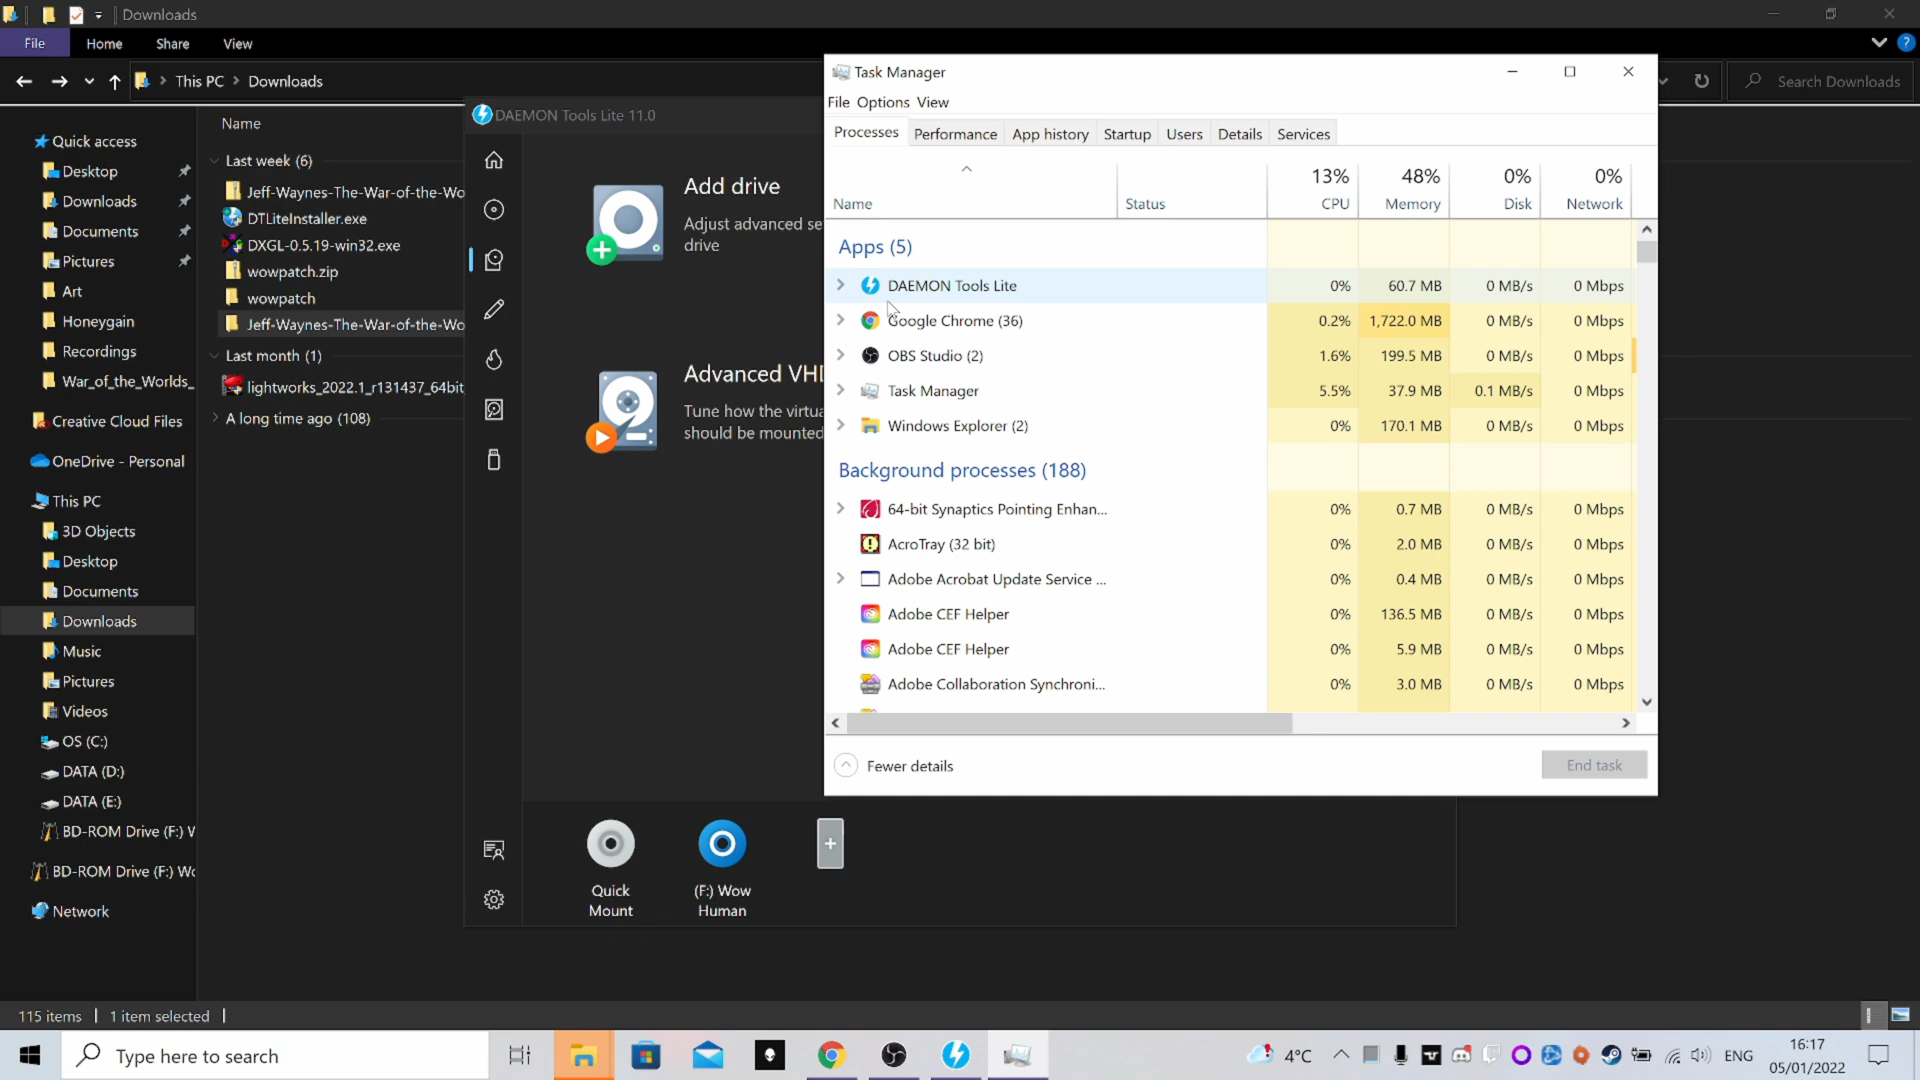 Downloads
File Home Share View
This PC Downloads
Search Downloads
Quick access
Desktop
Downloads
Documents
Pictures
Art
Honeygain
Recordings
War_of_the_Worlds_
Creative Cloud Files
OneDrive - Personal
This PC
3D Objects
Desktop
Documents
Downloads
Music
Pictures
Videos
OS (C:)
DATA (D:)
DATA (E:)
BD-ROM Drive (F:) W
BD-ROM Drive (F:) Wo
Network
Name
Last week (6)
Jeff-Waynes-The-War-of-the-Wo
DTLiteInstaller.exe
DXGL-0.5.19-win32.exe
wowpatch.zip
wowpatch
Jeff-Waynes-The-War-of-the-Wo
Last month (1)
lightworks_2022.1_r131437_64bit
A long time ago (108)
DAEMON Tools Lite 11.0
Add drive
Adjust advanced se
drive
Advanced VHD
Tune how the virtua
should be mounted
Quick
Mount
(F:) Wow
Human
Task Manager
File Options View
Processes Performance App history Startup Users Details Services
13% 48% 0% 0%
Name Status CPU Memory Disk Network
Apps (5)
DAEMON Tools Lite 0% 60.7 MB 0 MB/s 0 Mbps
Google Chrome (36) 0.2% 1,722.0 MB 0 MB/s 0 Mbps
OBS Studio (2) 1.6% 199.5 MB 0 MB/s 0 Mbps
Task Manager 5.5% 37.9 MB 0.1 MB/s 0 Mbps
Windows Explorer (2) 0% 170.1 MB 0 MB/s 0 Mbps
Background processes (188)
64-bit Synaptics Pointing Enhan... 0% 0.7 MB 0 MB/s 0 Mbps
AcroTray (32 bit) 0% 2.0 MB 0 MB/s 0 Mbps
Adobe Acrobat Update Service ... 0% 0.4 MB 0 MB/s 0 Mbps
Adobe CEF Helper 0% 136.5 MB 0 MB/s 0 Mbps
Adobe CEF Helper 0% 5.9 MB 0 MB/s 0 Mbps
Adobe Collaboration Synchroni... 0% 3.0 MB 0 MB/s 0 Mbps
Fewer details
End task
115 items 1 item selected
Type here to search
4°C
ENG
16:17
05/01/2022